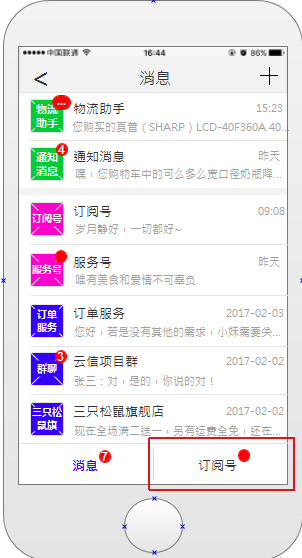 中国联通 16:44 86%
< 消息 +
物流助手 ... 物流助手 15:23
您购买的真普（SHARP）LCD-40F360A 40...
通知消息 4 通知消息 昨天
嘿，您购物车中的可么多么宽口径奶瓶降...
订阅号 订阅号 09:08
岁月静好，一切都好~
服务号 服务号 昨天
唯有美食和爱情不可辜负
订单服务 订单服务 2017-02-03
您好，若是没有其他的需求，小妹需要先...
群聊 3 云信项目群 2017-02-02
张三：对，是的，你说的对！
三只松鼠旗 三只松鼠旗舰店 2017-02-02
现在全场满二送一，另有运费全免，还在...
消息 7 订阅号